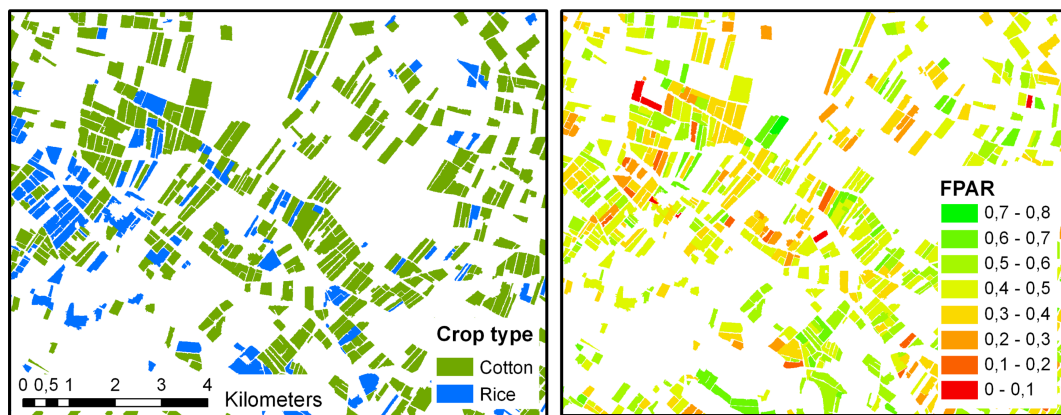 Crop type
Cotton
Rice
0 0,5 1 2 3 4
Kilometers
FPAR
0,7 - 0,8
0,6 - 0,7
0,5 - 0,6
0,4 - 0,5
0,3 - 0,4
0,2 - 0,3
0,1 - 0,2
0 - 0,1